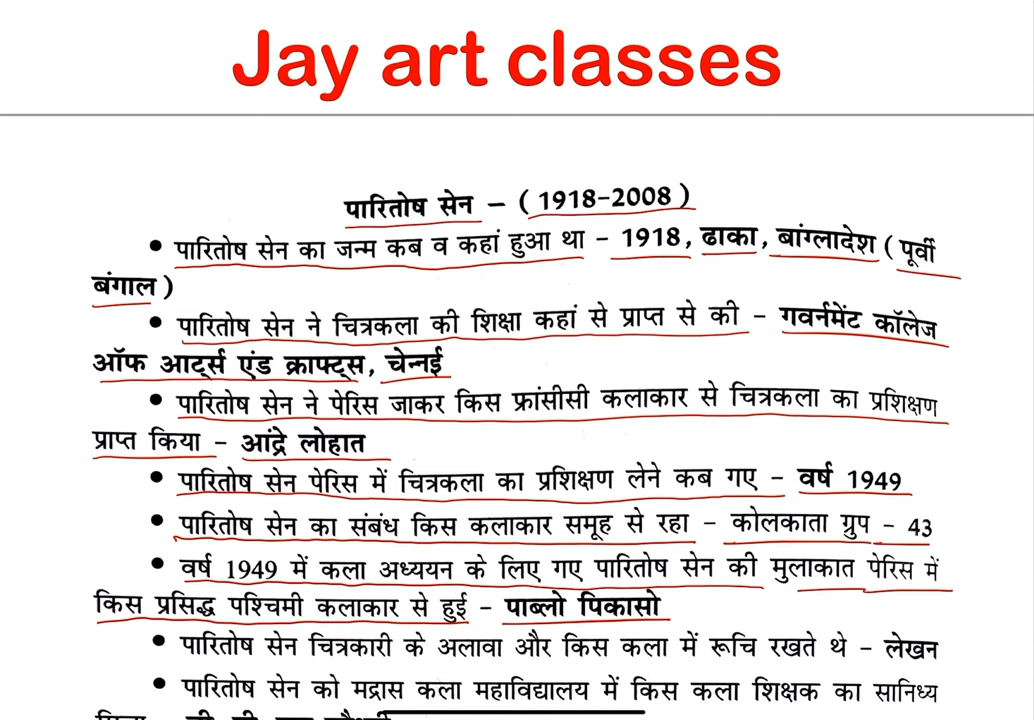 Jay art classes
पारितोष सेन – ( 1918-2008 )
• पारितोष सेन का जन्म कब व कहां हुआ था – 1918, ढाका, बांग्लादेश ( पूर्वी
बंगाल )
• पारितोष सेन ने चित्रकला की शिक्षा कहां से प्राप्त से की – गवर्नमेंट कॉलेज
ऑफ आर्ट्स एंड क्राफ्ट्स, चेन्नई
• पारितोष सेन ने पेरिस जाकर किस फ्रांसीसी कलाकार से चित्रकला का प्रशिक्षण
प्राप्त किया – आंद्रे लोहात
• पारितोष सेन पेरिस में चित्रकला का प्रशिक्षण लेने कब गए – वर्ष 1949
• पारितोष सेन का संबंध किस कलाकार समूह से रहा – कोलकाता ग्रुप – 43
• वर्ष 1949 में कला अध्ययन के लिए गए पारितोष सेन की मुलाकात पेरिस में
किस प्रसिद्ध पश्चिमी कलाकार से हुई – पाब्लो पिकासो
• पारितोष सेन चित्रकारी के अलावा और किस कला में रूचि रखते थे – लेखन
• पारितोष सेन को मद्रास कला महाविद्यालय में किस कला शिक्षक का सानिध्य